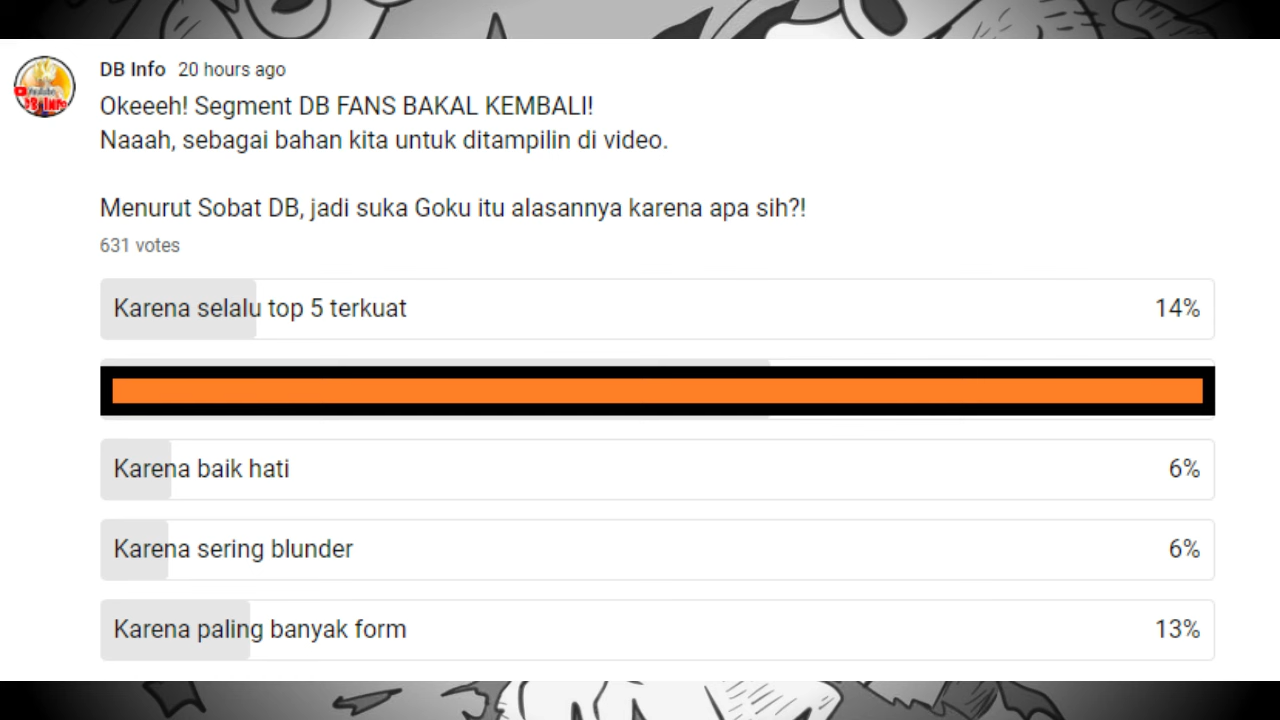 DB Info 20 hours ago
Okeeeh! Segment DB FANS BAKAL KEMBALI!
Naaah, sebagai bahan kita untuk ditampilin di video.
Menurut Sobat DB, jadi suka Goku itu alasannya karena apa sih?!
631 votes
Karena selalu top 5 terkuat 14%
Karena baik hati 6%
Karena sering blunder 6%
Karena paling banyak form 13%